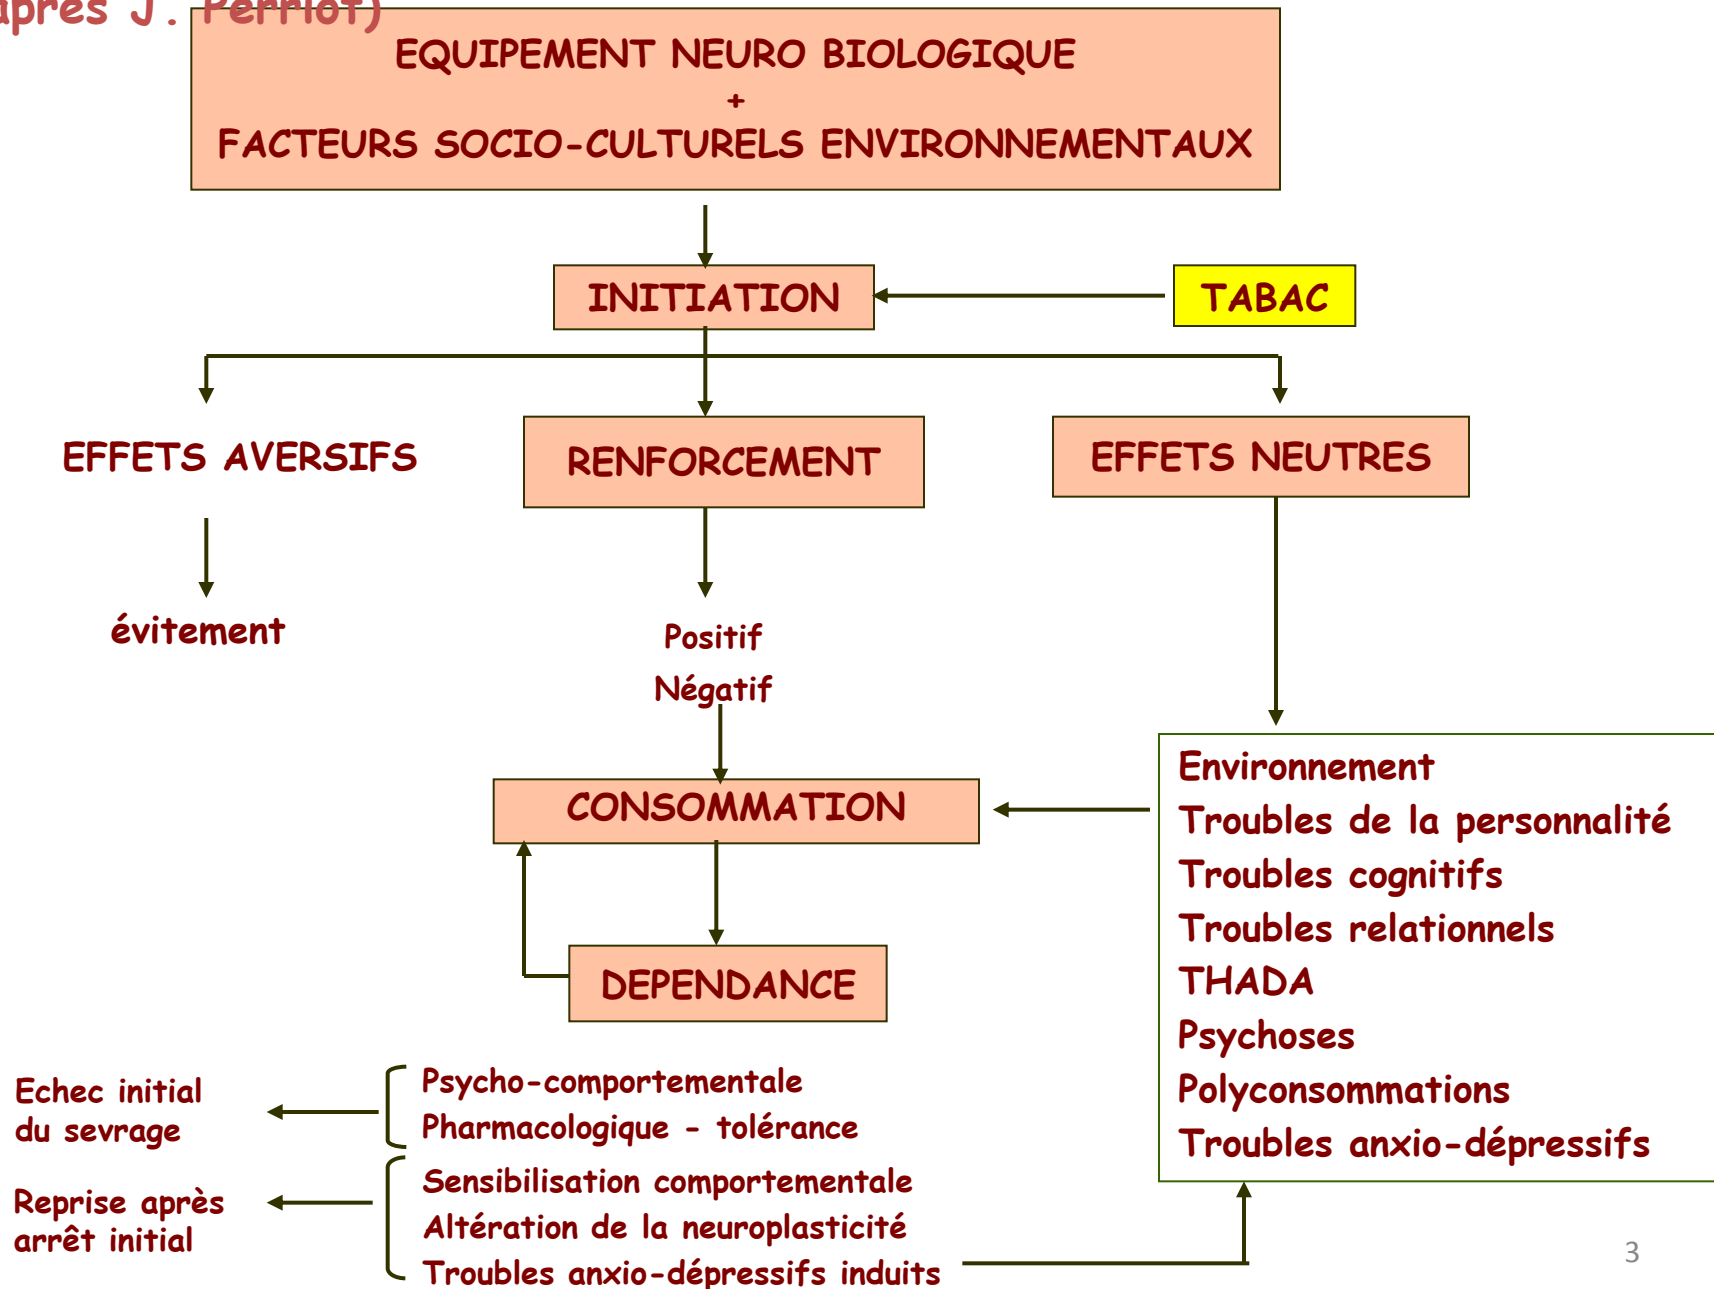 après J. Perriot)
EQUIPEMENT NEURO BIOLOGIQUE
+
FACTEURS SOCIO-CULTURELS ENVIRONNEMENTAUX
INITIATION
TABAC
EFFETS AVERSIFS
RENFORCEMENT
EFFETS NEUTRES
évitement
Positif
Négatif
CONSOMMATION
DEPENDANCE
Environnement
Troubles de la personnalité
Troubles cognitifs
Troubles relationnels
THADA
Psychoses
Polyconsommations
Troubles anxio-dépressifs
Echec initial
du sevrage
Psycho-comportementale
Pharmacologique - tolérance
Reprise après
arrêt initial
Sensibilisation comportementale
Altération de la neuroplasticité
Troubles anxio-dépressifs induits
3